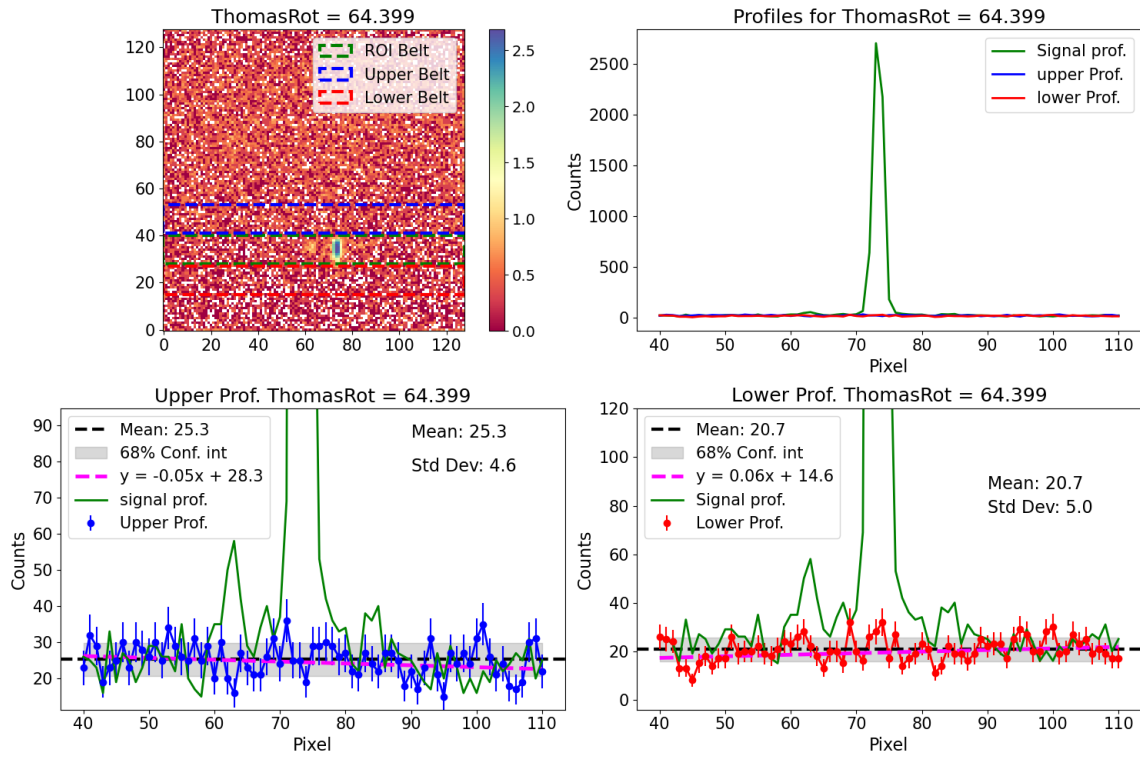 ThomasRot = 64.399
120
100
80
60
40
20
0
0 20 40 60 80 100 120
ROI Belt
Upper Belt
Lower Belt
2.5
2.0
1.5
1.0
0.5
0.0
Profiles for ThomasRot = 64.399
Counts
2500
2000
1500
1000
500
0
40 50 60 70 80 90 100 110
Pixel
Signal prof.
upper Prof.
lower Prof.
Upper Prof. ThomasRot = 64.399
Counts
90
80
70
60
50
40
30
20
40 50 60 70 80 90 100 110
Pixel
Mean: 25.3
68% Conf. int
y = -0.05x + 28.3
signal prof.
Upper Prof.
Mean: 25.3
Std Dev: 4.6
Lower Prof. ThomasRot = 64.399
Counts
120
100
80
60
40
20
0
40 50 60 70 80 90 100 110
Pixel
Mean: 20.7
68% Conf. int
y = 0.06x + 14.6
Signal prof.
Lower Prof.
Mean: 20.7
Std Dev: 5.0